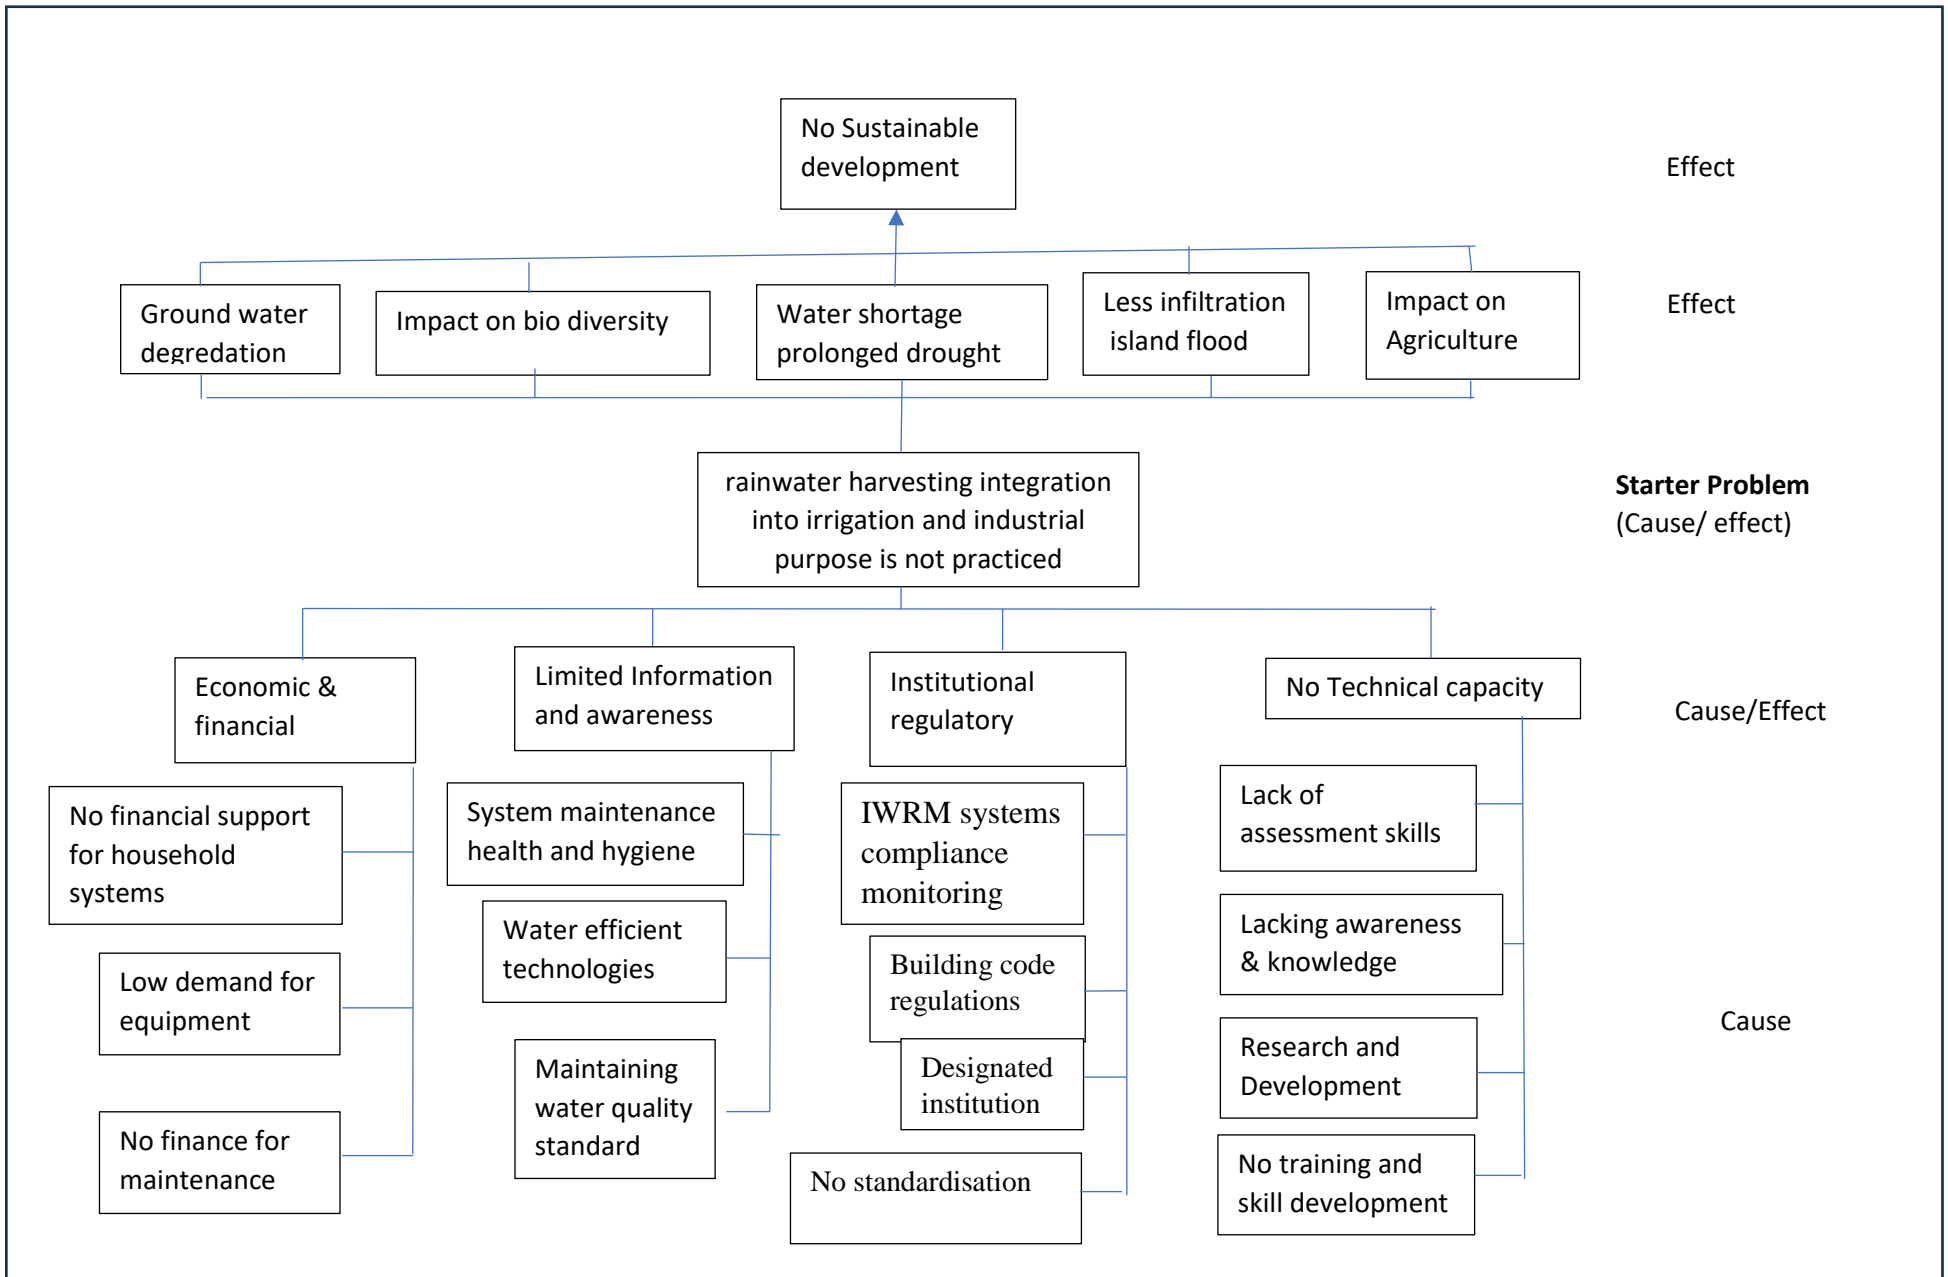 No Sustainable
development
Effect
Ground water
degredation
Impact on bio diversity
Water shortage
prolonged drought
Less infiltration
island flood
Impact on
Agriculture
Effect
rainwater harvesting integration
into irrigation and industrial
purpose is not practiced
Starter Problem
(Cause/ effect)
Economic &
financial
Limited Information
and awareness
Institutional
regulatory
No Technical capacity
Cause/Effect
No financial support
for household
systems
Low demand for
equipment
No finance for
maintenance
System maintenance
health and hygiene
Water efficient
technologies
Maintaining
water quality
standard
IWRM systems
compliance
monitoring
Building code
regulations
Designated
institution
No standardisation
Lack of
assessment skills
Lacking awareness
& knowledge
Research and
Development
No training and
skill development
Cause